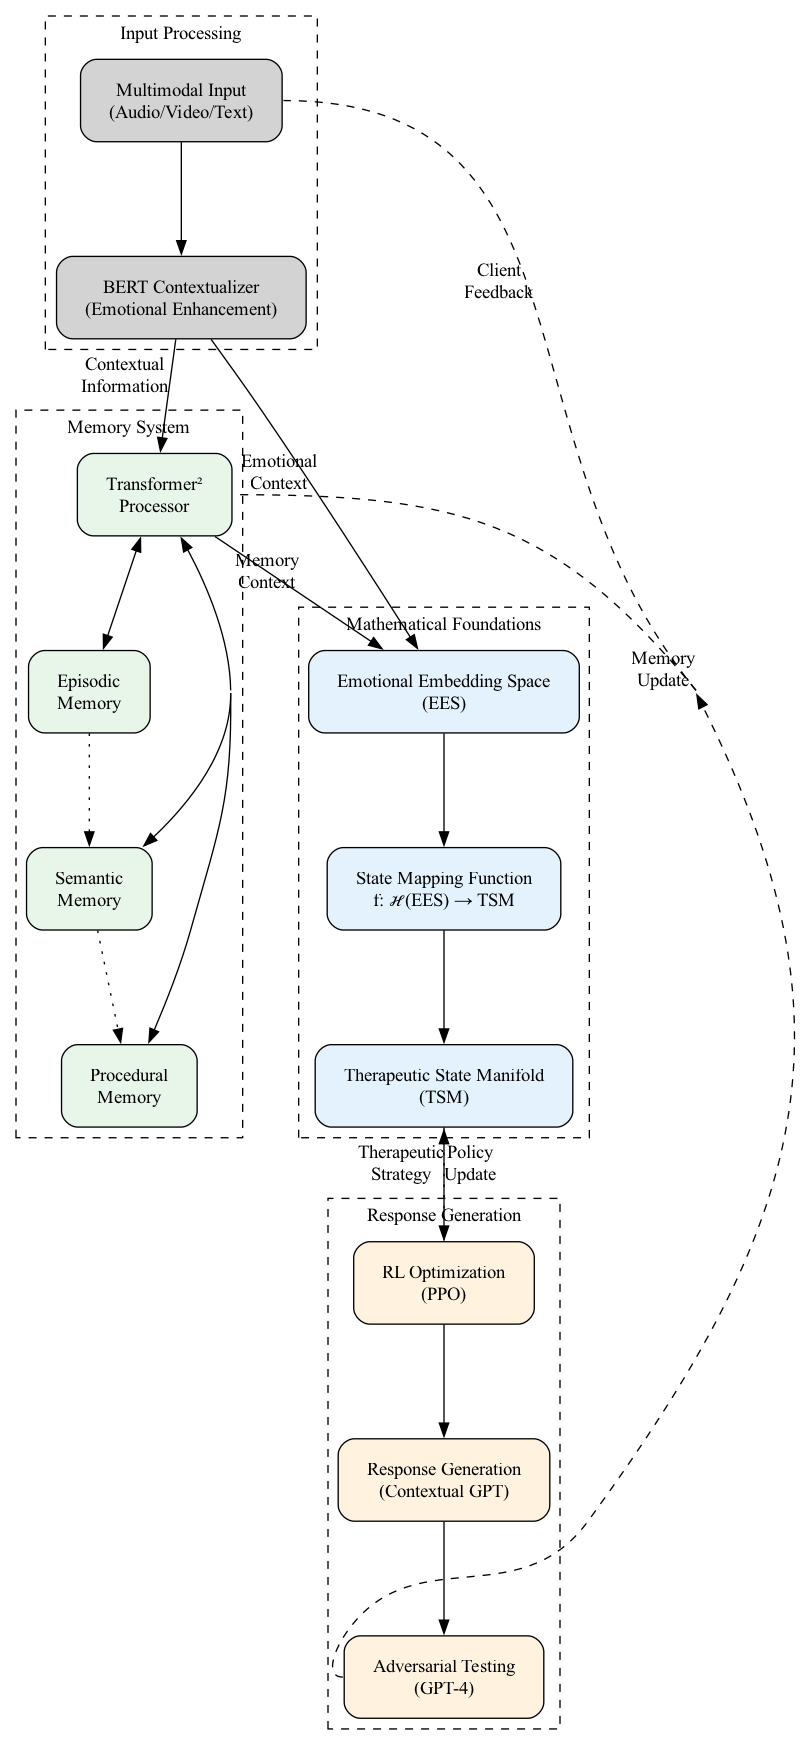 Input Processing
Multimodal Input
(Audio/Video/Text)
Client
Feedback
BERT Contextualizer
(Emotional Enhancement)
Contextual
Information
Memory System
Transformer²
Processor
Emotional
Context
Memory
Context
Mathematical Foundations
Episodic
Memory
Emotional Embedding Space
(EES)
Memory
Update
Semantic
Memory
State Mapping Function
f: ℋ(EES) → TSM
Procedural
Memory
Therapeutic State Manifold
(TSM)
Therapeutic
Strategy
Policy
Update
Response Generation
RL Optimization
(PPO)
Response Generation
(Contextual GPT)
Adversarial Testing
(GPT-4)